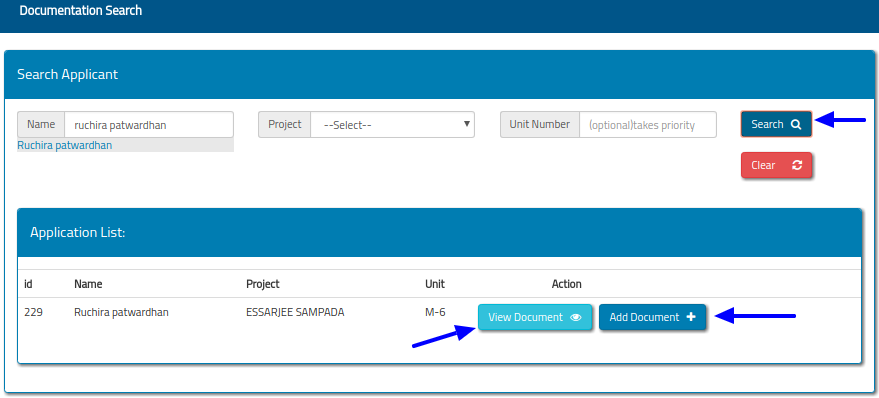 Documentation Search
Search Applicant
Name ruchira patwardhan Project --Select-- Unit Number (optional)takes priority Search
Ruchira patwardhan
Clear
Application List:
id Name Project Unit Action
229 Ruchira patwardhan ESSARJEE SAMPADA M-6 View Document Add Document